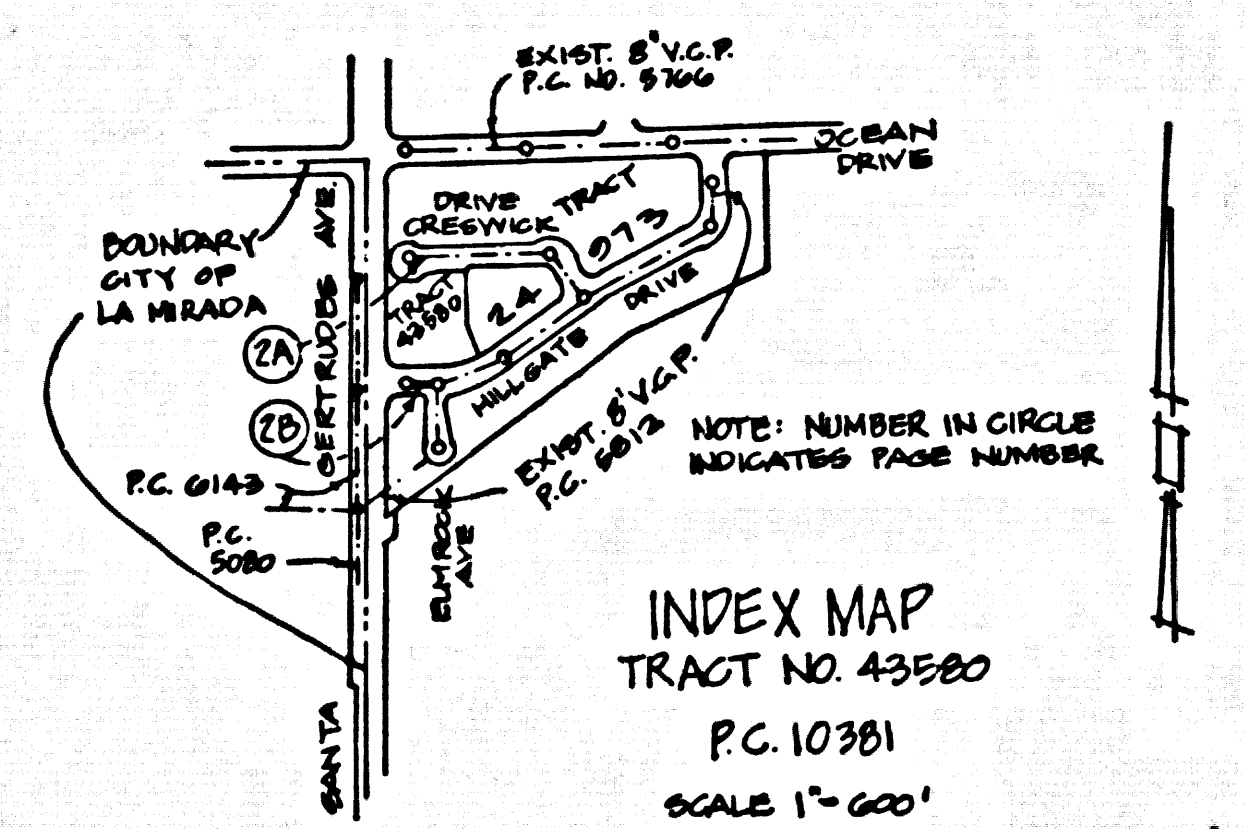 EXIST. 8" V.C.P.
P.C. NO. 5766
OCEAN
DRIVE
DRIVE
CRESWICK
TRACT
973
24
BOUNDARY
CITY OF
LA MIRADA
TRACT
43580
2A
2B
HILLGATE DRIVE
EXIST. 8" V.C.P.
P.C. 5812
NOTE: NUMBER IN CIRCLE
INDICATES PAGE NUMBER
P.C. 6143
P.C.
5080
ELMROCK
AVE
SANTA GERTRUDES AVE.
N
INDEX MAP
TRACT NO. 43580
P.C. 10381
SCALE 1"=600'